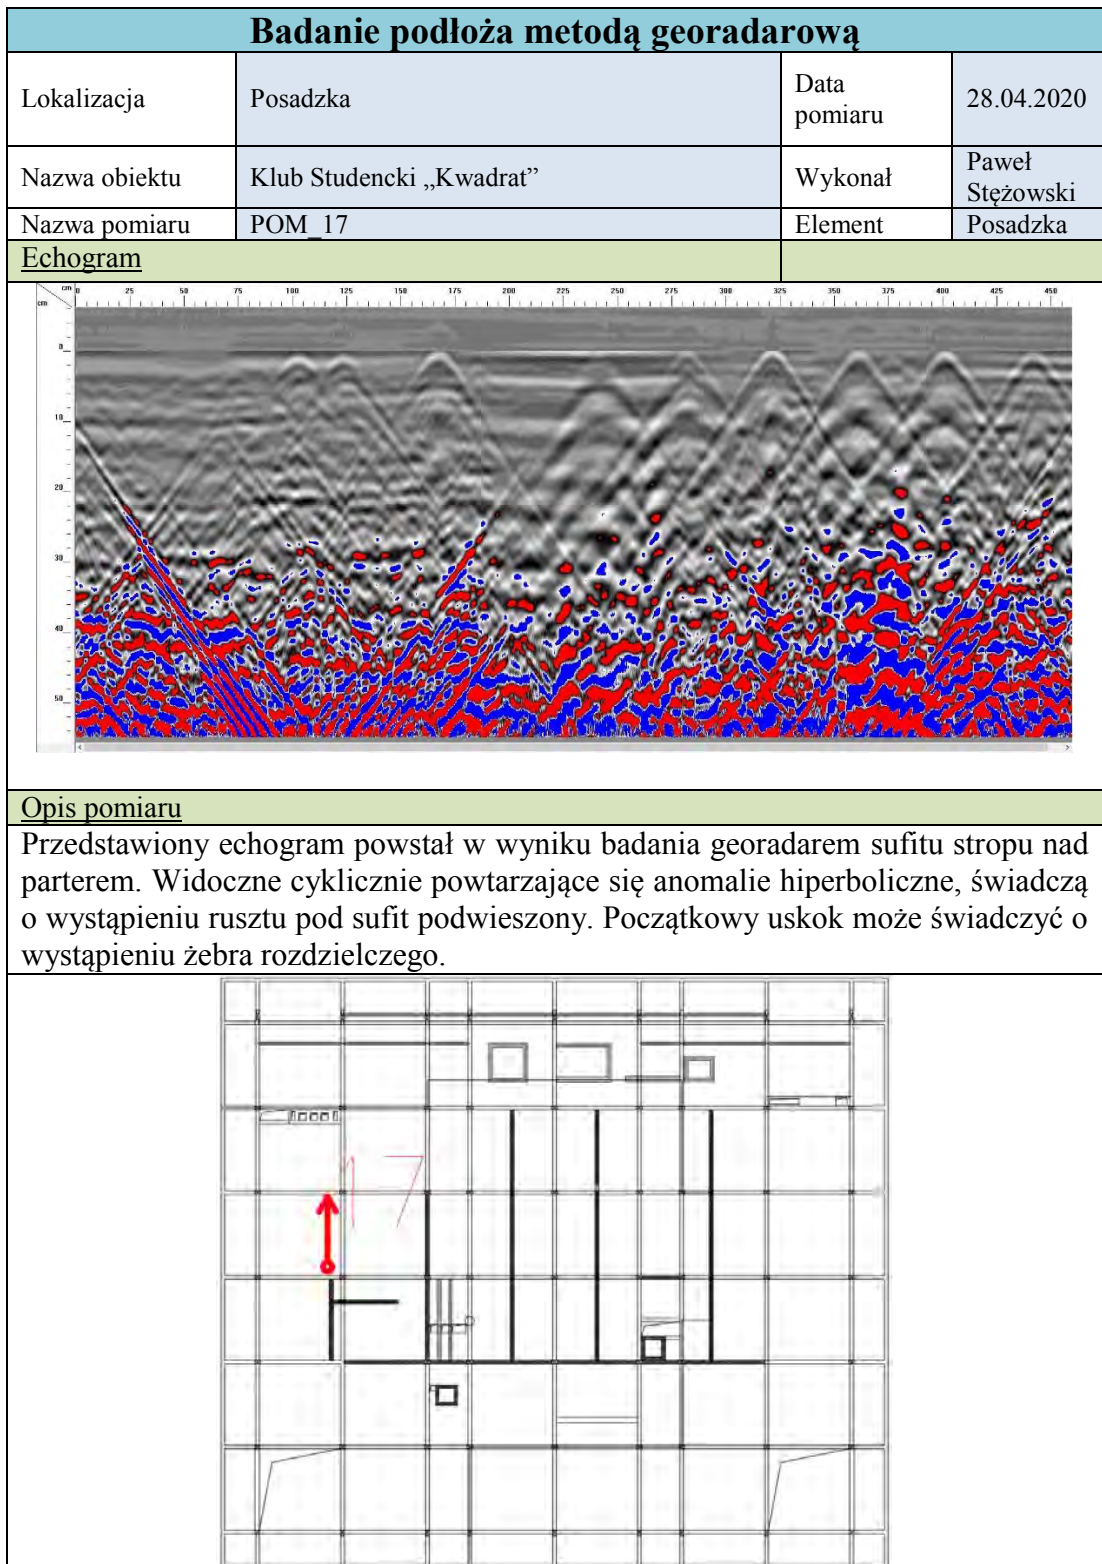 Badanie podłoża metodą georadarową
Lokalizacja Posadzka Data pomiaru 28.04.2020
Nazwa obiektu Klub Studencki „Kwadrat” Wykonał Paweł Stężowski
Nazwa pomiaru POM_17 Element Posadzka
Echogram
cm 0 25 50 75 100 125 150 175 200 225 250 275 300 325 350 375 400 425 450
cm
0
10
20
30
40
50
Opis pomiaru
Przedstawiony echogram powstał w wyniku badania georadarem sufitu stropu nad
parterem. Widoczne cyklicznie powtarzające się anomalie hiperboliczne, świadczą
o wystąpieniu rusztu pod sufit podwieszony. Początkowy uskok może świadczyć o
wystąpieniu żebra rozdzielczego.
17